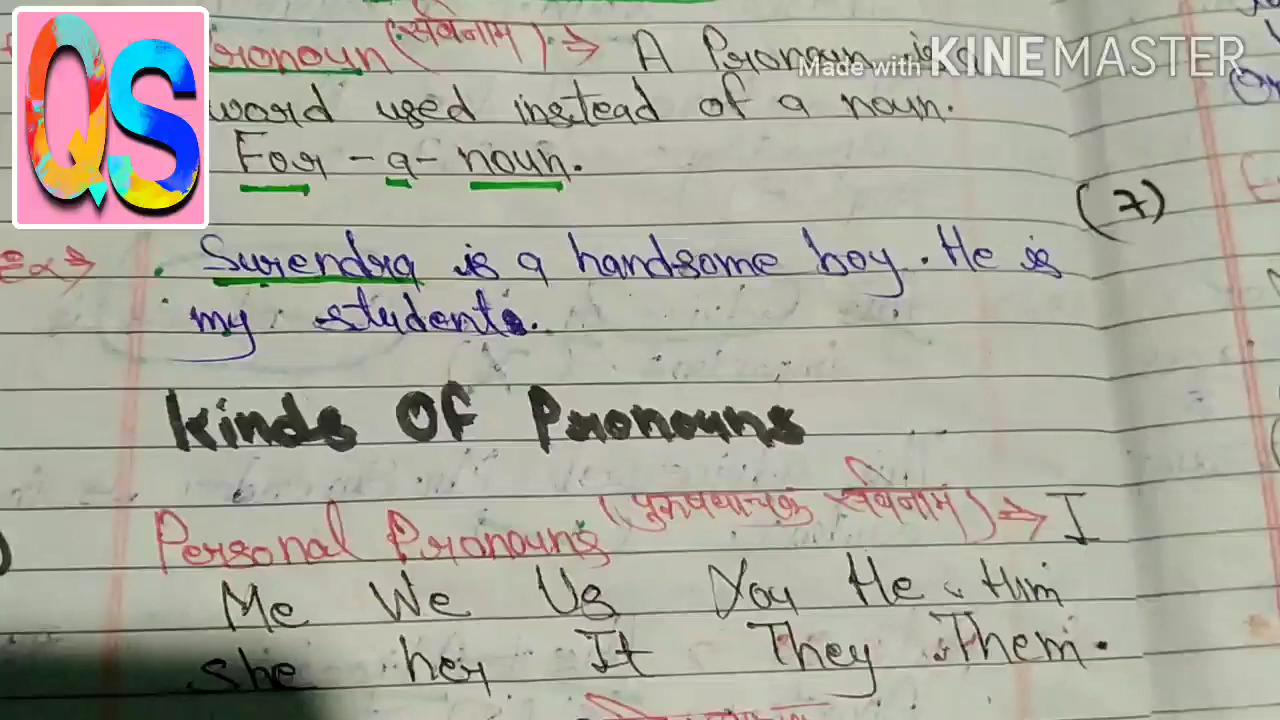 QS
Pronoun (सर्वनाम) ⇒ A Pronoun is a
Made with KINEMASTER
word used instead of a noun.
For - a - noun.
(7)
Ex ⇒ Surendra is a handsome boy. He is
my student.
Kinds Of Pronouns
Personal Pronouns (पुरुषवाचक सर्वनाम) ⇒ I
Me We Us You He Him
she her It They Them.